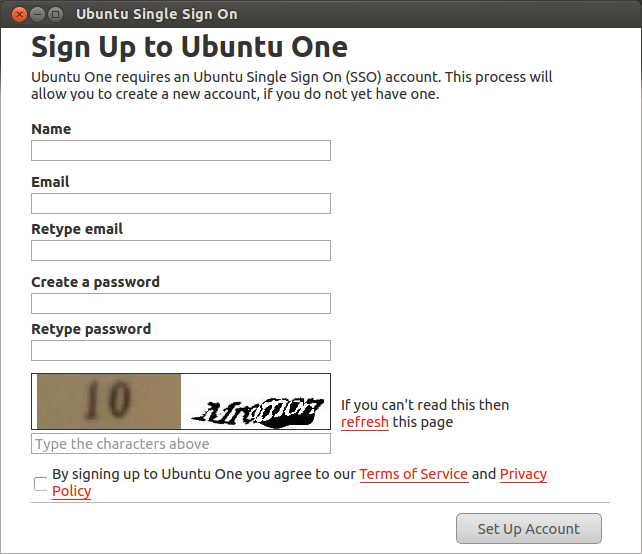 Ubuntu Single Sign On
Sign Up to Ubuntu One
Ubuntu One requires an Ubuntu Single Sign On (SSO) account. This process will
allow you to create a new account, if you do not yet have one.
Name
Email
Retype email
Create a password
Retype password
10
If you can't read this then
refresh this page
Type the characters above
By signing up to Ubuntu One you agree to our Terms of Service and Privacy
Policy
Set Up Account